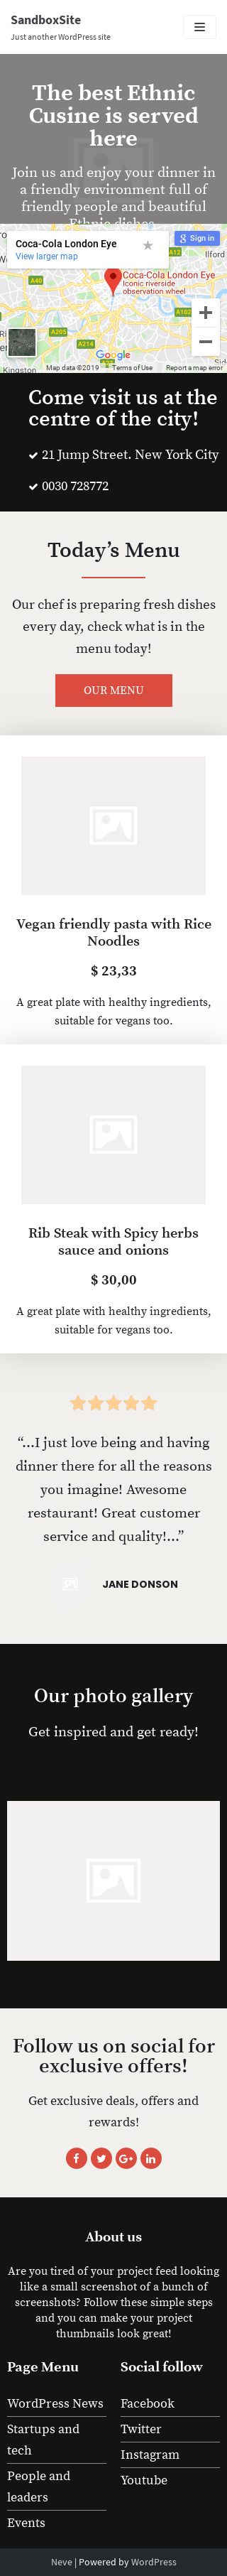 SandboxSite
Just another WordPress site
The best Ethnic
Cusine is served
here
Join us and enjoy your dinner in
a friendly environment full of
friendly people and beautiful
Ethnic dishes
Coca-Cola London Eye
View larger map
Sign in
Ilford
A12
A40
Coca-Cola London Eye
Iconic riverside
observation wheel
A102
A205
A214
Google
Kingston
Map data ©2019
Terms of Use
Report a map error
Come visit us at the
centre of the city!
21 Jump Street. New York City
0030 728772
Today's Menu
Our chef is preparing fresh dishes
every day, check what is in the
menu today!
OUR MENU
Vegan friendly pasta with Rice
Noodles
$ 23,33
A great plate with healthy ingredients,
suitable for vegans too.
Rib Steak with Spicy herbs
sauce and onions
$ 30,00
A great plate with healthy ingredients,
suitable for vegans too.
“…I just love being and having
dinner there for all the reasons
you imagine! Awesome
restaurant! Great customer
service and quality!…”
JANE DONSON
Our photo gallery
Get inspired and get ready!
Follow us on social for
exclusive offers!
Get exclusive deals, offers and
rewards!
About us
Are you tired of your project feed looking
like a small screenshot of a bunch of
screenshots? Follow these simple steps
and you can make your project
thumbnails look great!
Page Menu
WordPress News
Startups and
tech
People and
leaders
Events
Social follow
Facebook
Twitter
Instagram
Youtube
Neve | Powered by WordPress